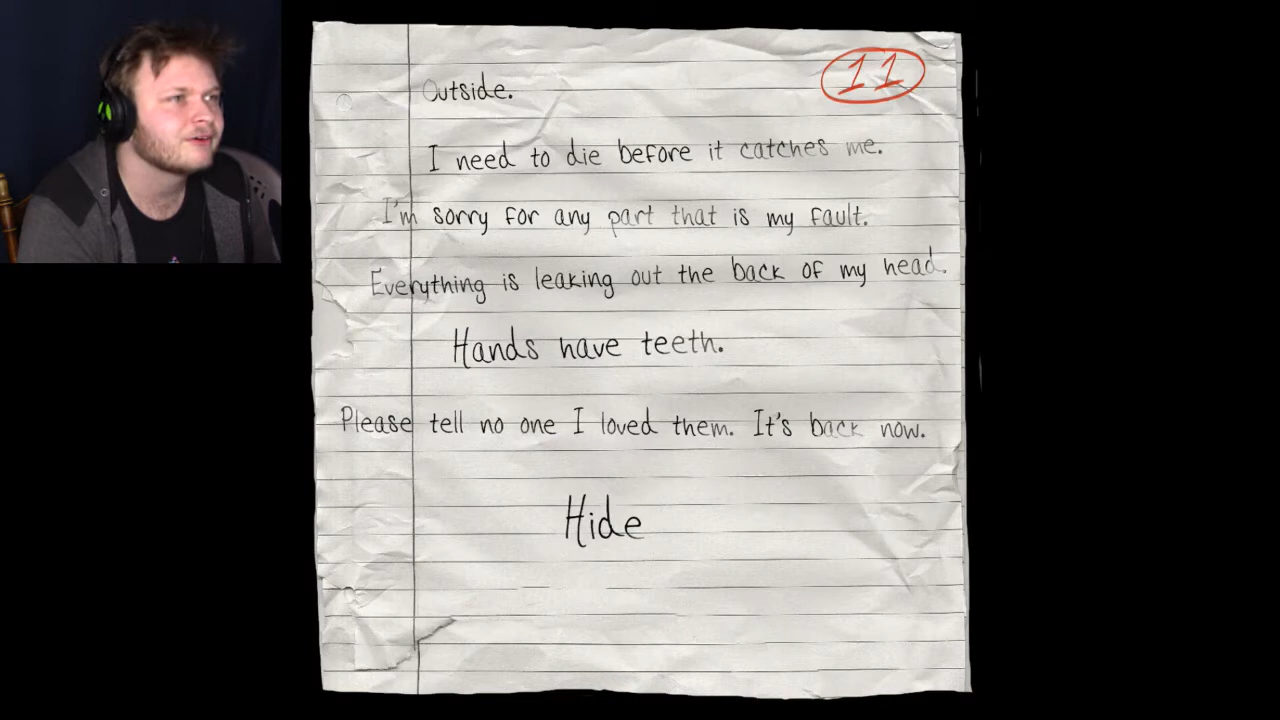 11
Outside.
I need to die before it catches me.
I'm sorry for any part that is my fault.
Everything is leaking out the back of my head.
Hands have teeth.
Please tell no one I loved them. It's back now.
Hide